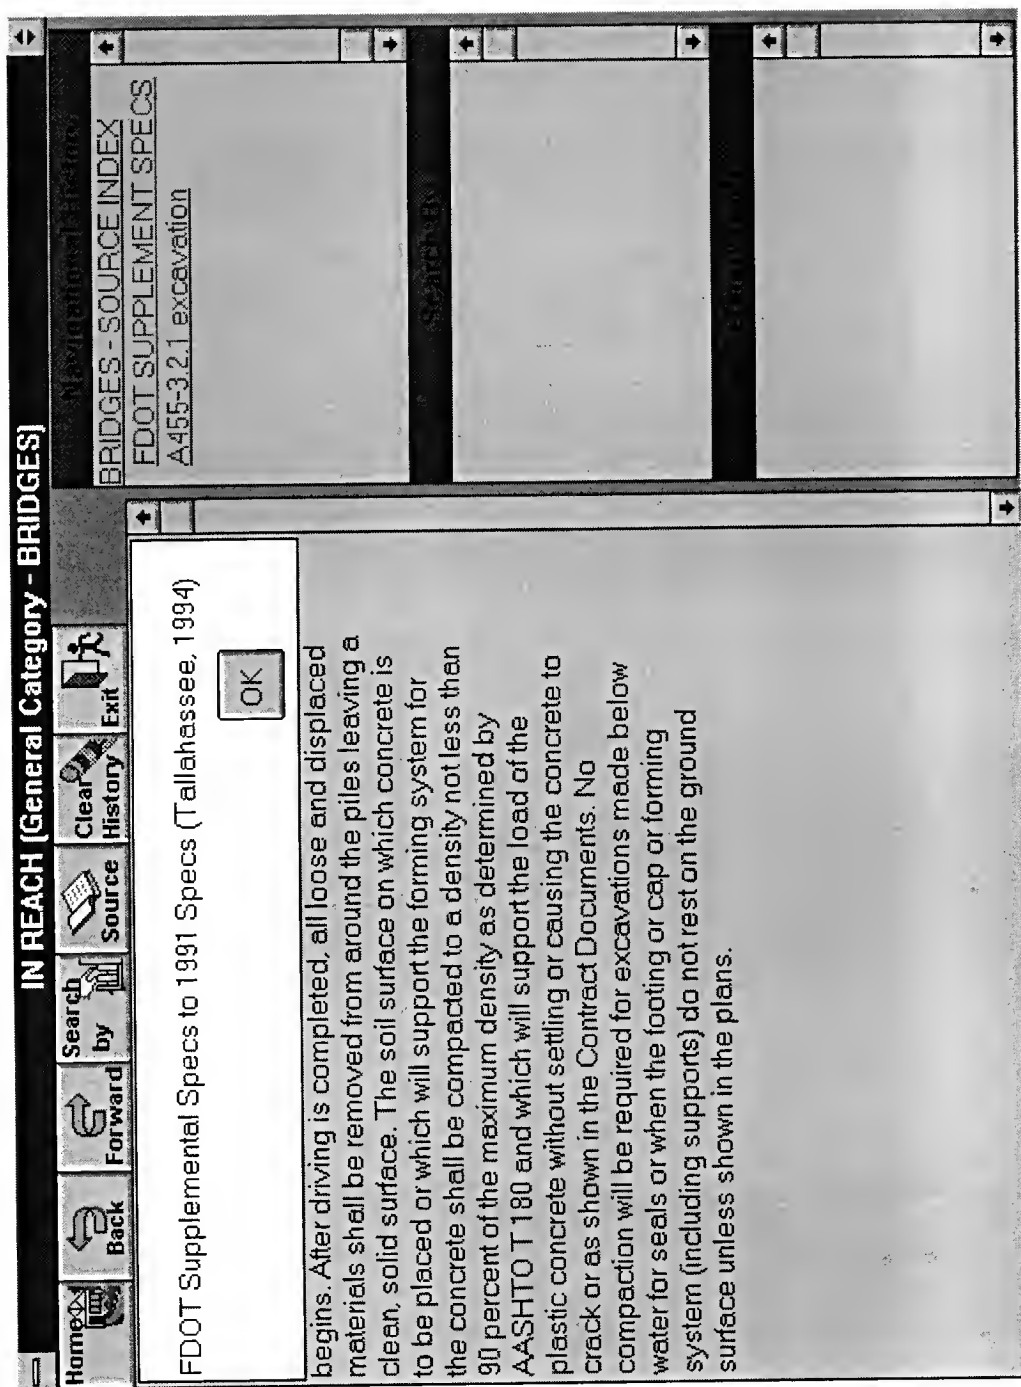 IN REACH [General Category - BRIDGES]
Home
Back
Forward
Search by
Source
Clear History
Exit
FDOT Supplemental Specs to 1991 Specs (Tallahassee, 1994)
OK
begins. After driving is completed, all loose and displaced
materials shall be removed from around the piles leaving a
clean, solid surface. The soil surface on which concrete is
to be placed or which will support the forming system for
the concrete shall be compacted to a density not less than
90 percent of the maximum density as determined by
AASHTO T 180 and which will support the load of the
plastic concrete without settling or causing the concrete to
crack or as shown in the Contract Documents. No
compaction will be required for excavations made below
water for seals or when the footing or cap or forming
system (including supports) do not rest on the ground
surface unless shown in the plans.
BRIDGES - SOURCE INDEX
FDOT SUPPLEMENT SPECS
A455-3.2.1 excavation
Search By